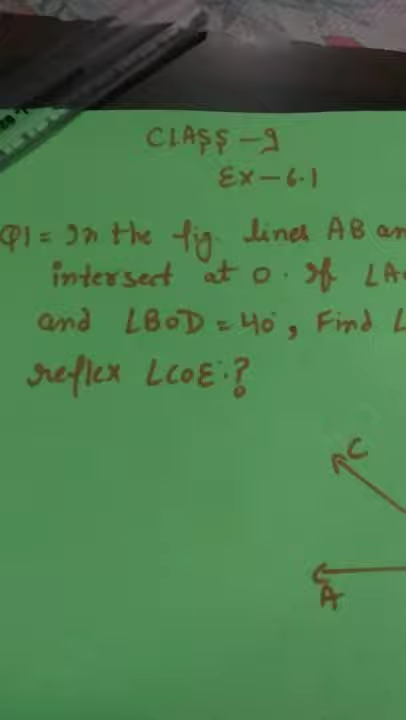 CLASS - 9
EX - 6.1
Q1 = In the fig. lines AB an
intersect at O. If ∠AO
and ∠BOD = 40°, Find ∠
reflex ∠COE.?
C
A